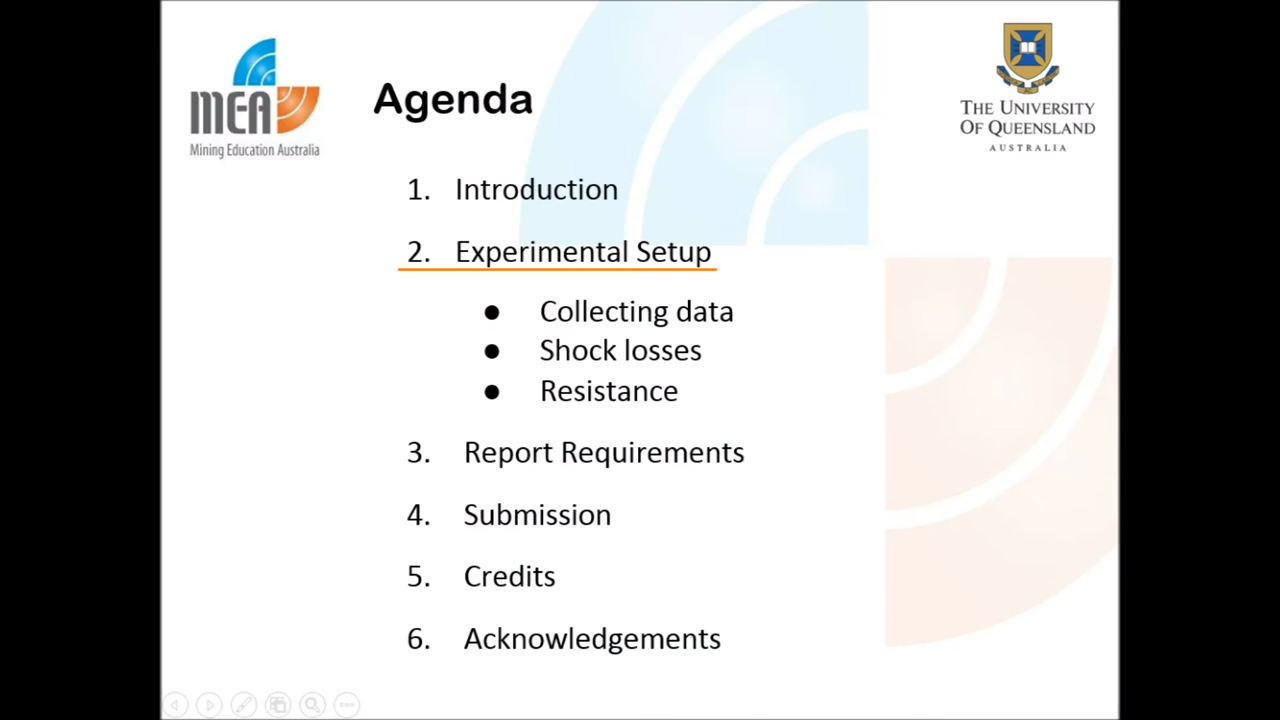 MEA
Mining Education Australia
Agenda
THE UNIVERSITY
OF QUEENSLAND
AUSTRALIA
1. Introduction
2. Experimental Setup
● Collecting data
● Shock losses
● Resistance
3. Report Requirements
4. Submission
5. Credits
6. Acknowledgements